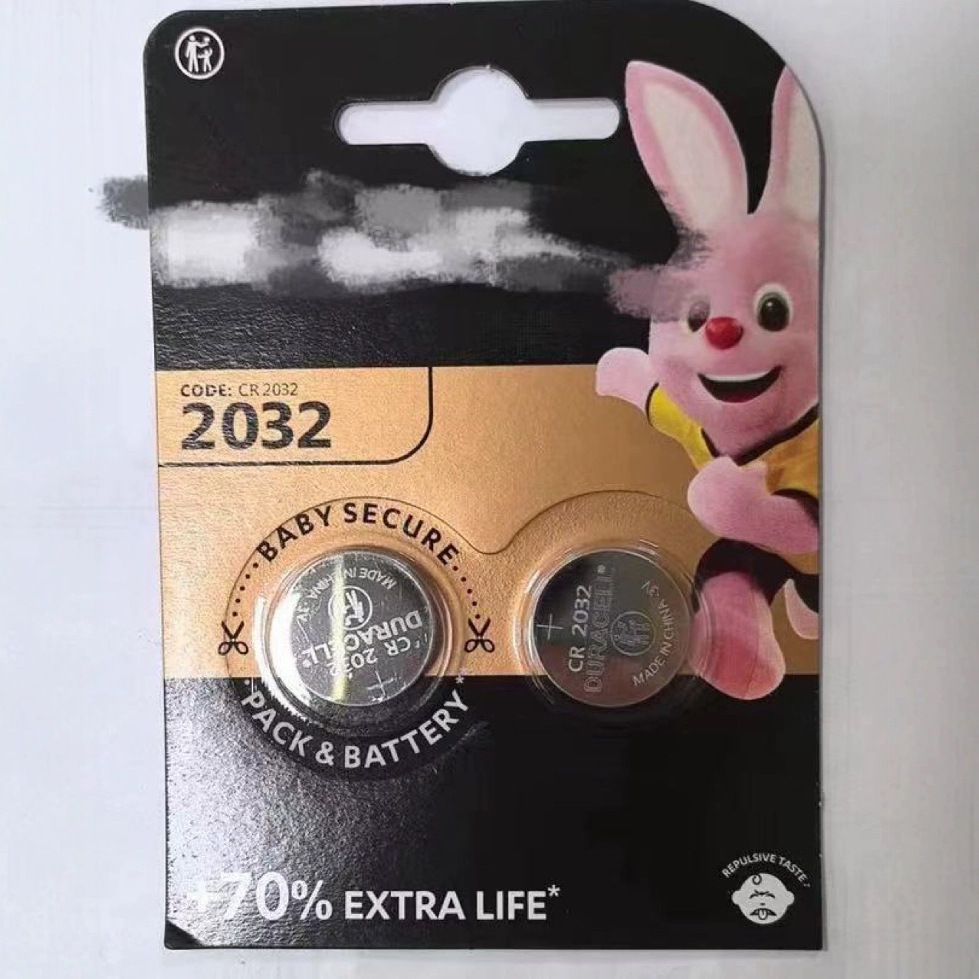 CODE: CR 2032
2032
BABY SECURE
MADE IN CHINA 3V
DURACELL
CR 2032
CR 2032
DURACELL
MADE IN CHINA 3V
+
PACK & BATTERY*
+70% EXTRA LIFE*
REPULSIVE TASTE